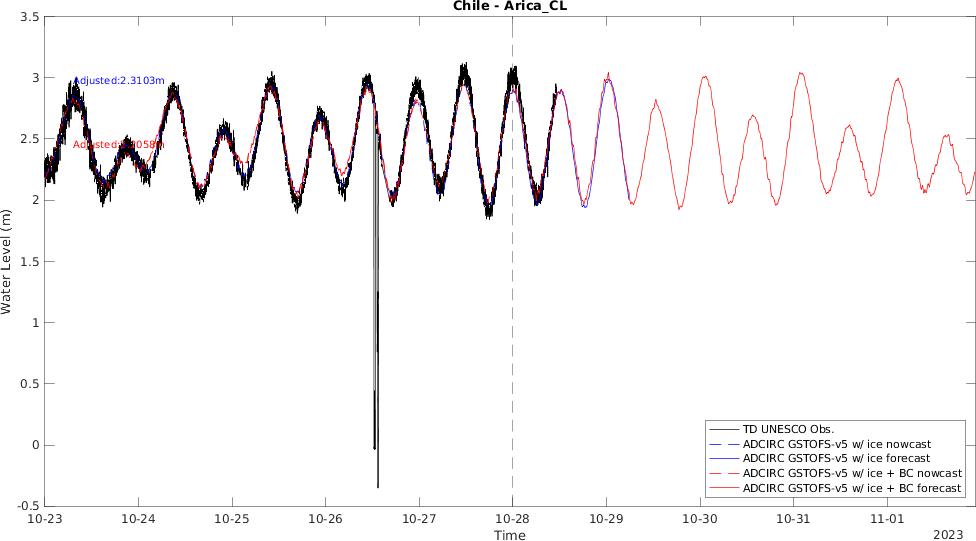 Chile - Arica_CL
3.5
3
2.5
2
1.5
1
0.5
0
-0.5
Water Level (m)
Adjusted:2.3103m
10-23
10-24
10-25
10-26
10-27
10-28
10-29
10-30
10-31
11-01
Time
2023
TD UNESCO Obs.
ADCIRC GSTOFS-v5 w/ ice nowcast
ADCIRC GSTOFS-v5 w/ ice forecast
ADCIRC GSTOFS-v5 w/ ice + BC nowcast
ADCIRC GSTOFS-v5 w/ ice + BC forecast